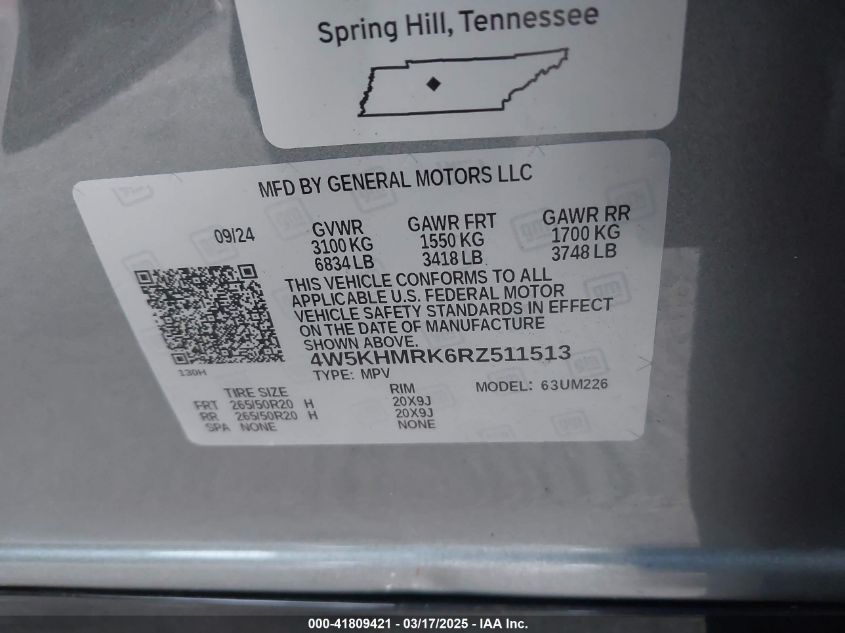 Spring Hill, Tennessee
MFD BY GENERAL MOTORS LLC
09/24
GVWR GAWR FRT GAWR RR
3100 KG 1550 KG 1700 KG
6834 LB 3418 LB 3748 LB
THIS VEHICLE CONFORMS TO ALL
APPLICABLE U.S. FEDERAL MOTOR
VEHICLE SAFETY STANDARDS IN EFFECT
ON THE DATE OF MANUFACTURE
SHOWN ABOVE.
4W5KHMRK6RZ511513
130H
TYPE: MPV
TIRE SIZE RIM MODEL: 63UM226
FRT 265/50R20 H 20X9J
RR 265/50R20 H 20X9J
SPA NONE NONE
000-41809421 - 03/17/2025 - IAA Inc.